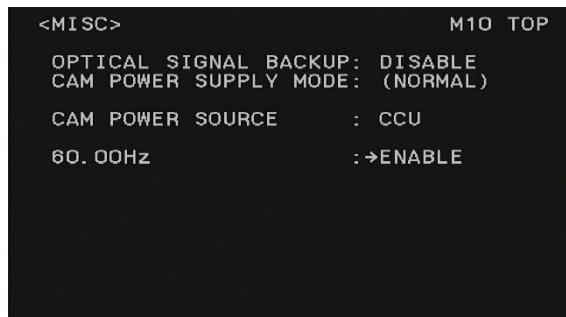 <MISC> M10 TOP
OPTICAL SIGNAL BACKUP: DISABLE
CAM POWER SUPPLY MODE: (NORMAL)
CAM POWER SOURCE : CCU
60.00Hz :→ENABLE